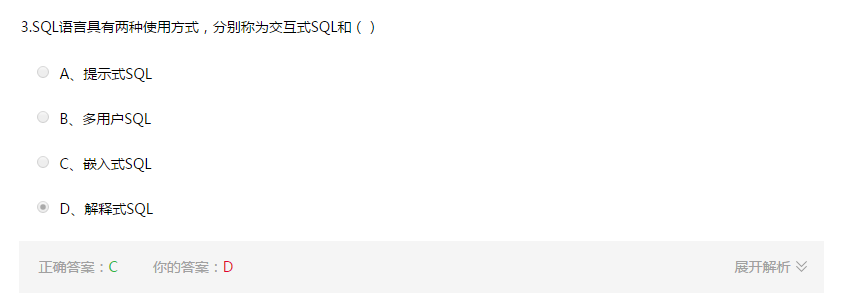 3.SQL语言具有两种使用方式，分别称为交互式SQL和（ ）
A、提示式SQL
B、多用户SQL
C、嵌入式SQL
D、解释式SQL
正确答案：C 你的答案：D 展开解析